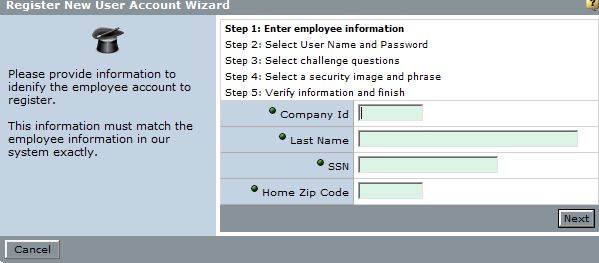 Register New User Account Wizard
?
Please provide information to
idenify the employee account to
register.
This information must match the
employee information in our
system exactly.
Step 1: Enter employee information
Step 2: Select User Name and Password
Step 3: Select challenge questions
Step 4: Select a security image and phrase
Step 5: Verify information and finish
Company Id
Last Name
SSN
Home Zip Code
Next
Cancel